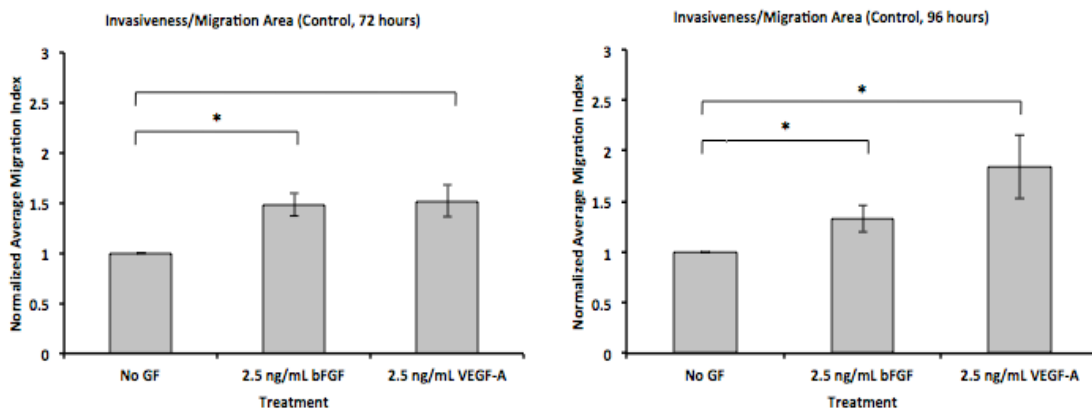 Invasiveness/Migration Area (Control, 72 hours)
Normalized Average Migration Index
3
2.5
2
1.5
1
0.5
0
*
No GF 2.5 ng/mL bFGF 2.5 ng/mL VEGF-A
Treatment
Invasiveness/Migration Area (Control, 96 hours)
Normalized Average Migration Index
3
2.5
2
1.5
1
0.5
0
*
*
No GF 2.5 ng/mL bFGF 2.5 ng/mL VEGF-A
Treatment